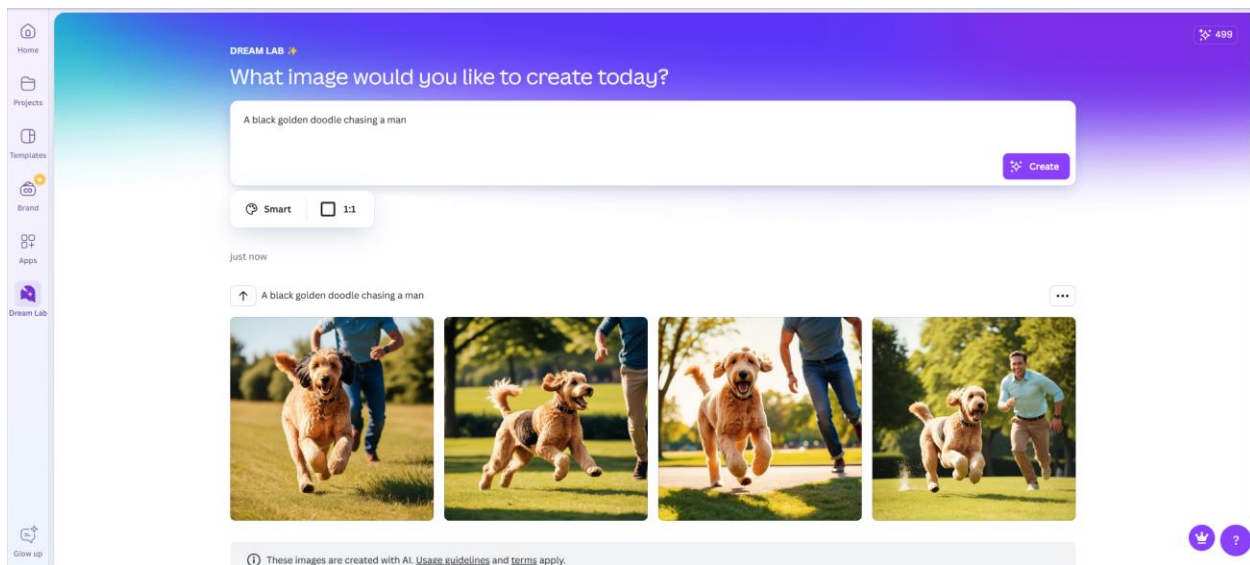 Home
Projects
Templates
CO
Brand
Apps
Dream Lab
Glow up
499
DREAM LAB
What image would you like to create today?
A black golden doodle chasing a man
Create
Smart
1:1
just now
A black golden doodle chasing a man
These images are created with AI. Usage guidelines and terms apply.
?